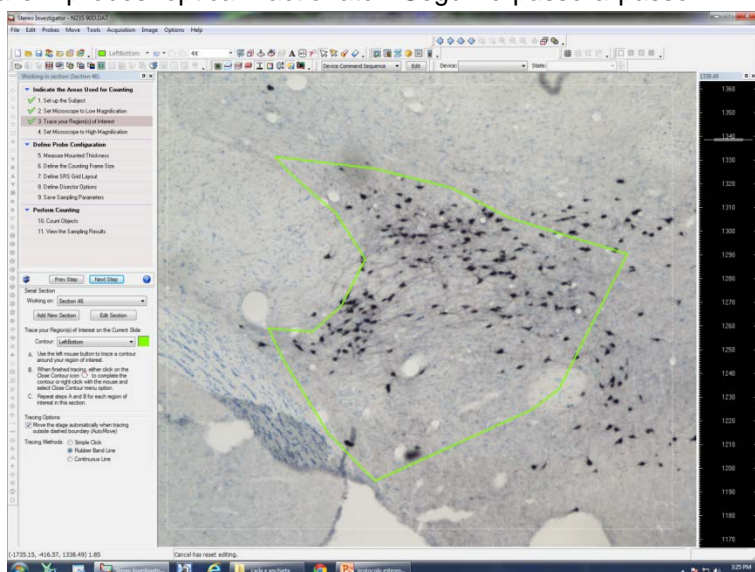 Stereo Investigator - N235 90D.DAT
File Edit Probes Move Tools Acquisition Image Options Help
LeftBottom
4X
Device Command Sequence
Edit
Device:
State:
Working in section (Section 46)
1338.49
Indicate the Areas Used for Counting
1. Set up the Subject
2. Set Microscope to Low Magnification
3. Trace your Region(s) of Interest
4. Set Microscope to High Magnification
Define Probe Configuration
5. Measure Mounted Thickness
6. Define the Counting Frame Size
7. Define SRS Grid Layout
8. Define Disector Options
9. Save Sampling Parameters
Perform Counting
10. Count Objects
11. View the Sampling Results
Prev Step
Next Step
Serial Section
Working on: Section 46
Add New Section
Edit Section
Trace your Region(s) of Interest on the Current Slide
Contour: LeftBottom
A. Use the left mouse button to trace a contour
around your region of interest.
B. When finished tracing, either click on the
Close Contour icon to complete the
contour or right-click with the mouse and
select Close Contour menu option.
C. Repeat steps A and B for each region of
interest in this section.
Tracing Options
Move the stage automatically when tracing
outside dashed boundary (AutoMove)
Tracing Methods:
Simple Click
Rubber Band Line
Continuous Line
1360
1350
1340
1330
1320
1310
1300
1290
1280
1270
1260
1250
1240
1230
1220
1210
1200
1190
1180
1170
(-1735.15, -416.57, 1338.49) 1.85
Cancel has reset editing.
Stereo Investigato...
3:25 PM